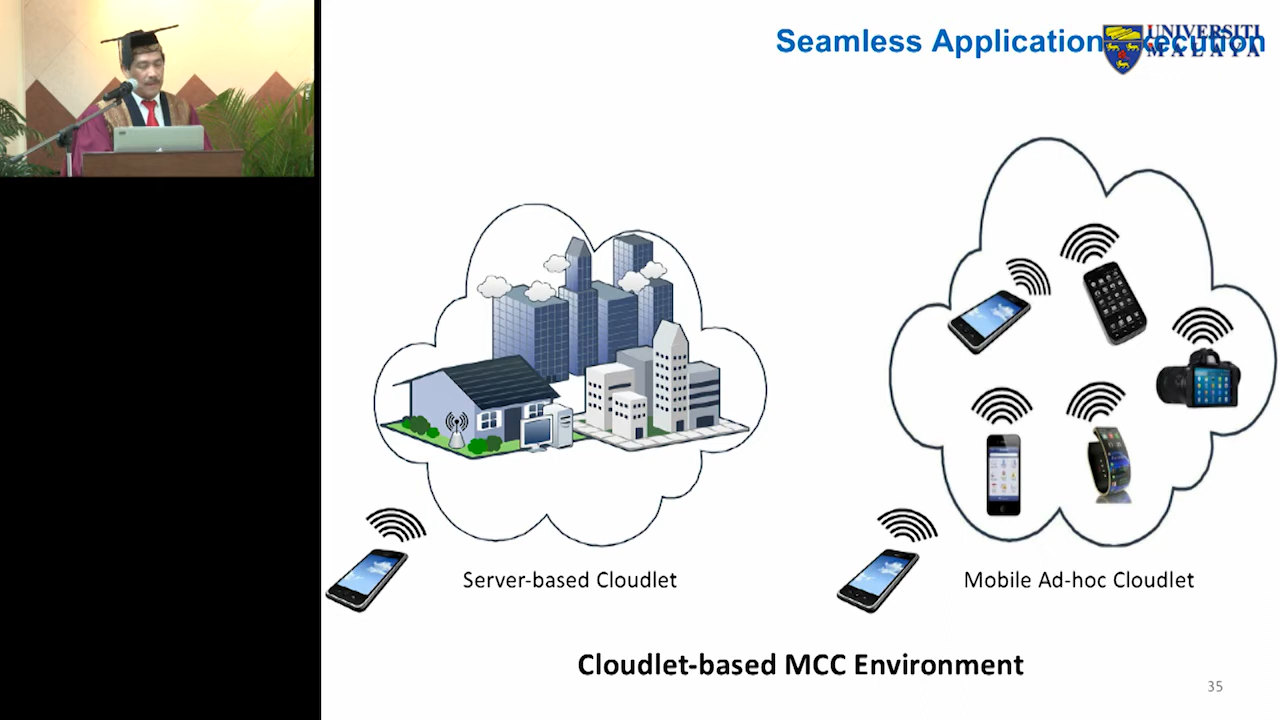 Seamless Application Execution
UNIVERSITI
MALAYA
Server-based Cloudlet
Mobile Ad-hoc Cloudlet
Cloudlet-based MCC Environment
35